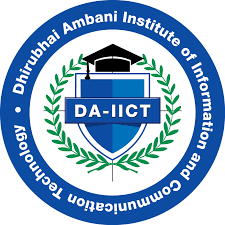 Dhirubhai Ambani Institute of Information and Communication Technology
DA-IICT